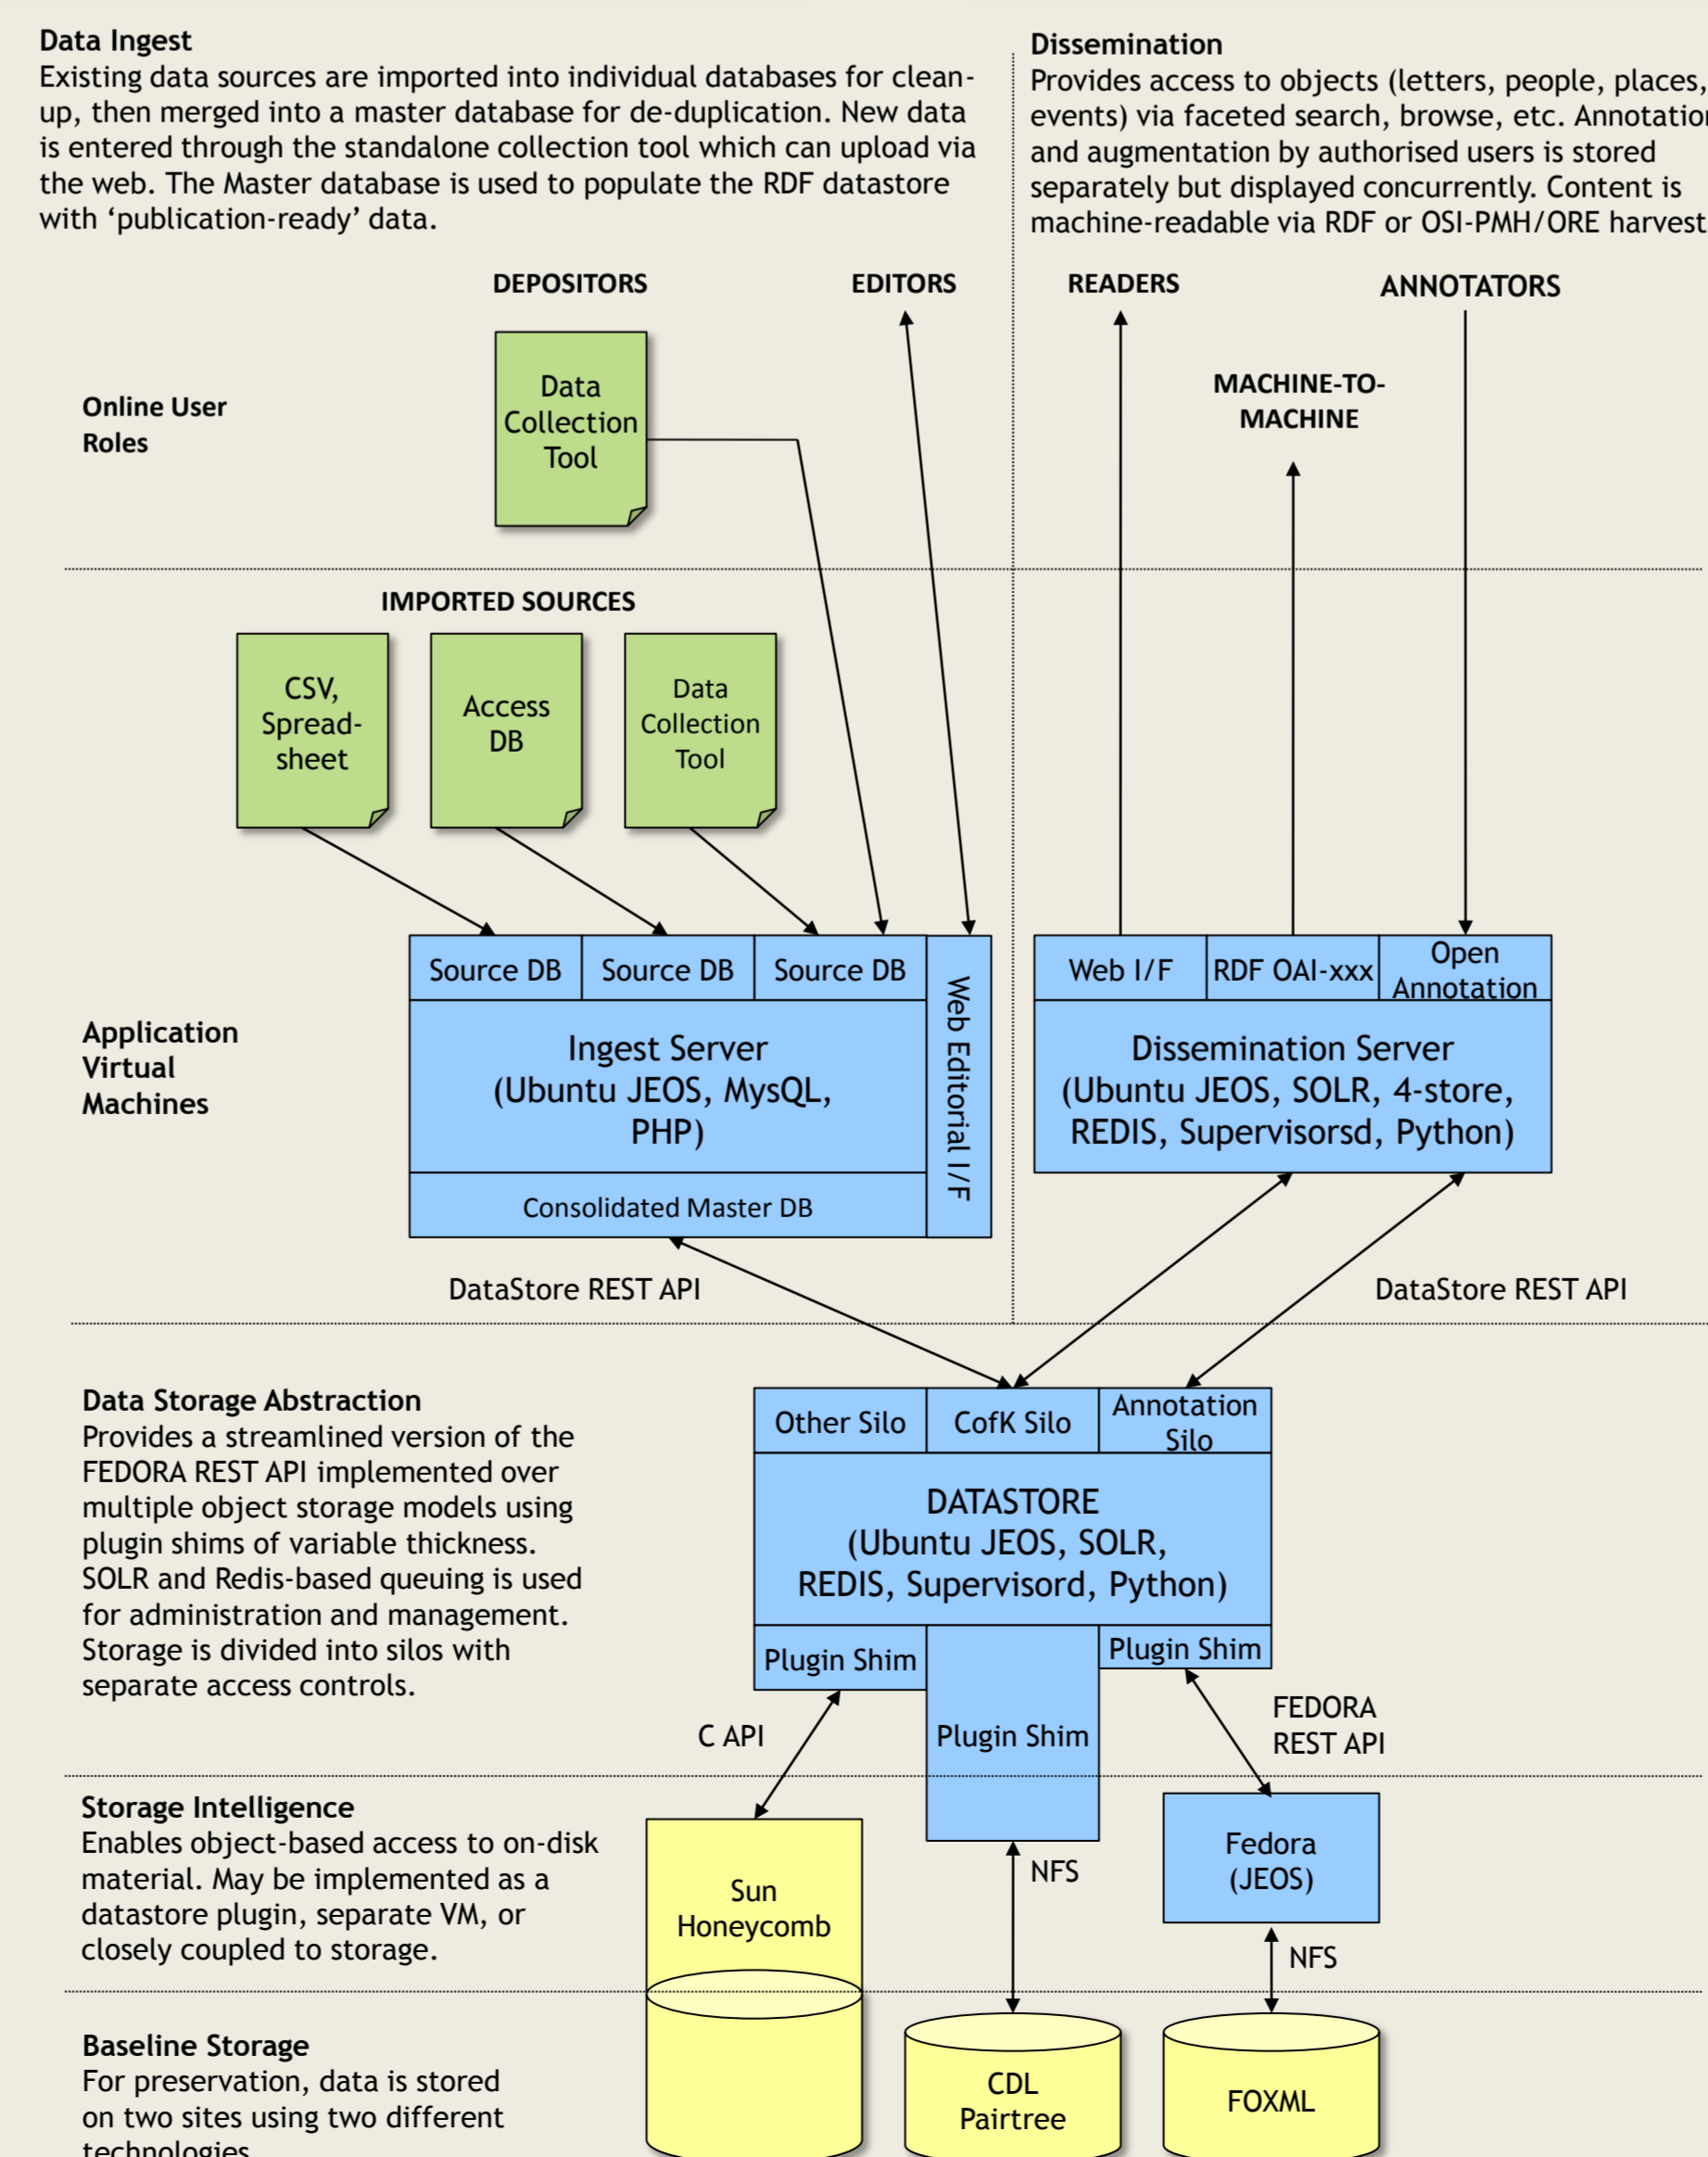 Data Ingest
Existing data sources are imported into individual databases for clean-
up, then merged into a master database for de-duplication. New data
is entered through the standalone collection tool which can upload via
the web. The Master database is used to populate the RDF datastore
with ‘publication-ready’ data.
Dissemination
Provides access to objects (letters, people, places,
events) via faceted search, browse, etc. Annotation
and augmentation by authorised users is stored
separately but displayed concurrently. Content is
machine-readable via RDF or OSI-PMH/ORE harvest
DEPOSITORS
EDITORS
READERS
ANNOTATORS
Online User
Roles
Data
Collection
Tool
MACHINE-TO-
MACHINE
IMPORTED SOURCES
CSV,
Spread-
sheet
Access
DB
Data
Collection
Tool
Application
Virtual
Machines
Source DB
Source DB
Source DB
Ingest Server
(Ubuntu JEOS, MysQL,
PHP)
Consolidated Master DB
Web Editorial I/F
Web I/F
RDF OAI-xxx
Open
Annotation
Dissemination Server
(Ubuntu JEOS, SOLR, 4-store,
REDIS, Supervisorsd, Python)
DataStore REST API
DataStore REST API
Data Storage Abstraction
Provides a streamlined version of the
FEDORA REST API implemented over
multiple object storage models using
plugin shims of variable thickness.
SOLR and Redis-based queuing is used
for administration and management.
Storage is divided into silos with
separate access controls.
Other Silo
CofK Silo
Annotation
Silo
DATASTORE
(Ubuntu JEOS, SOLR,
REDIS, Supervisord, Python)
Plugin Shim
Plugin Shim
Plugin Shim
C API
FEDORA
REST API
Storage Intelligence
Enables object-based access to on-disk
material. May be implemented as a
datastore plugin, separate VM, or
closely coupled to storage.
Sun
Honeycomb
NFS
Fedora
(JEOS)
NFS
Baseline Storage
For preservation, data is stored
on two sites using two different
technologies
CDL
Pairtree
FOXML